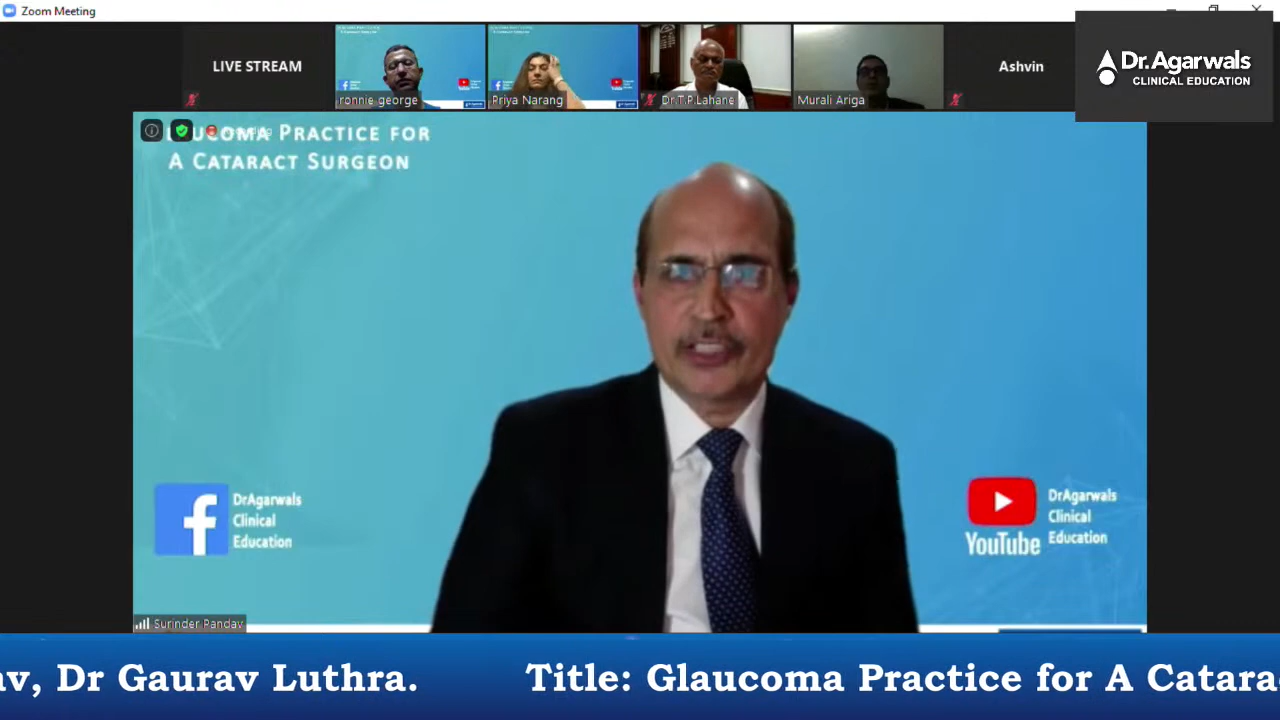 Zoom Meeting
LIVE STREAM
ronnie george
Priya Narang
Dr.T.P.Lahane
Murali Ariga
Ashvin
Dr.Agarwals
CLINICAL EDUCATION
PRACTICE FOR
A CATARACT SURGEON
DrAgarwals
Clinical
Education
YouTube
DrAgarwals
Clinical
Education
Surinder Pandav
av, Dr Gaurav Luthra. Title: Glaucoma Practice for A Catara